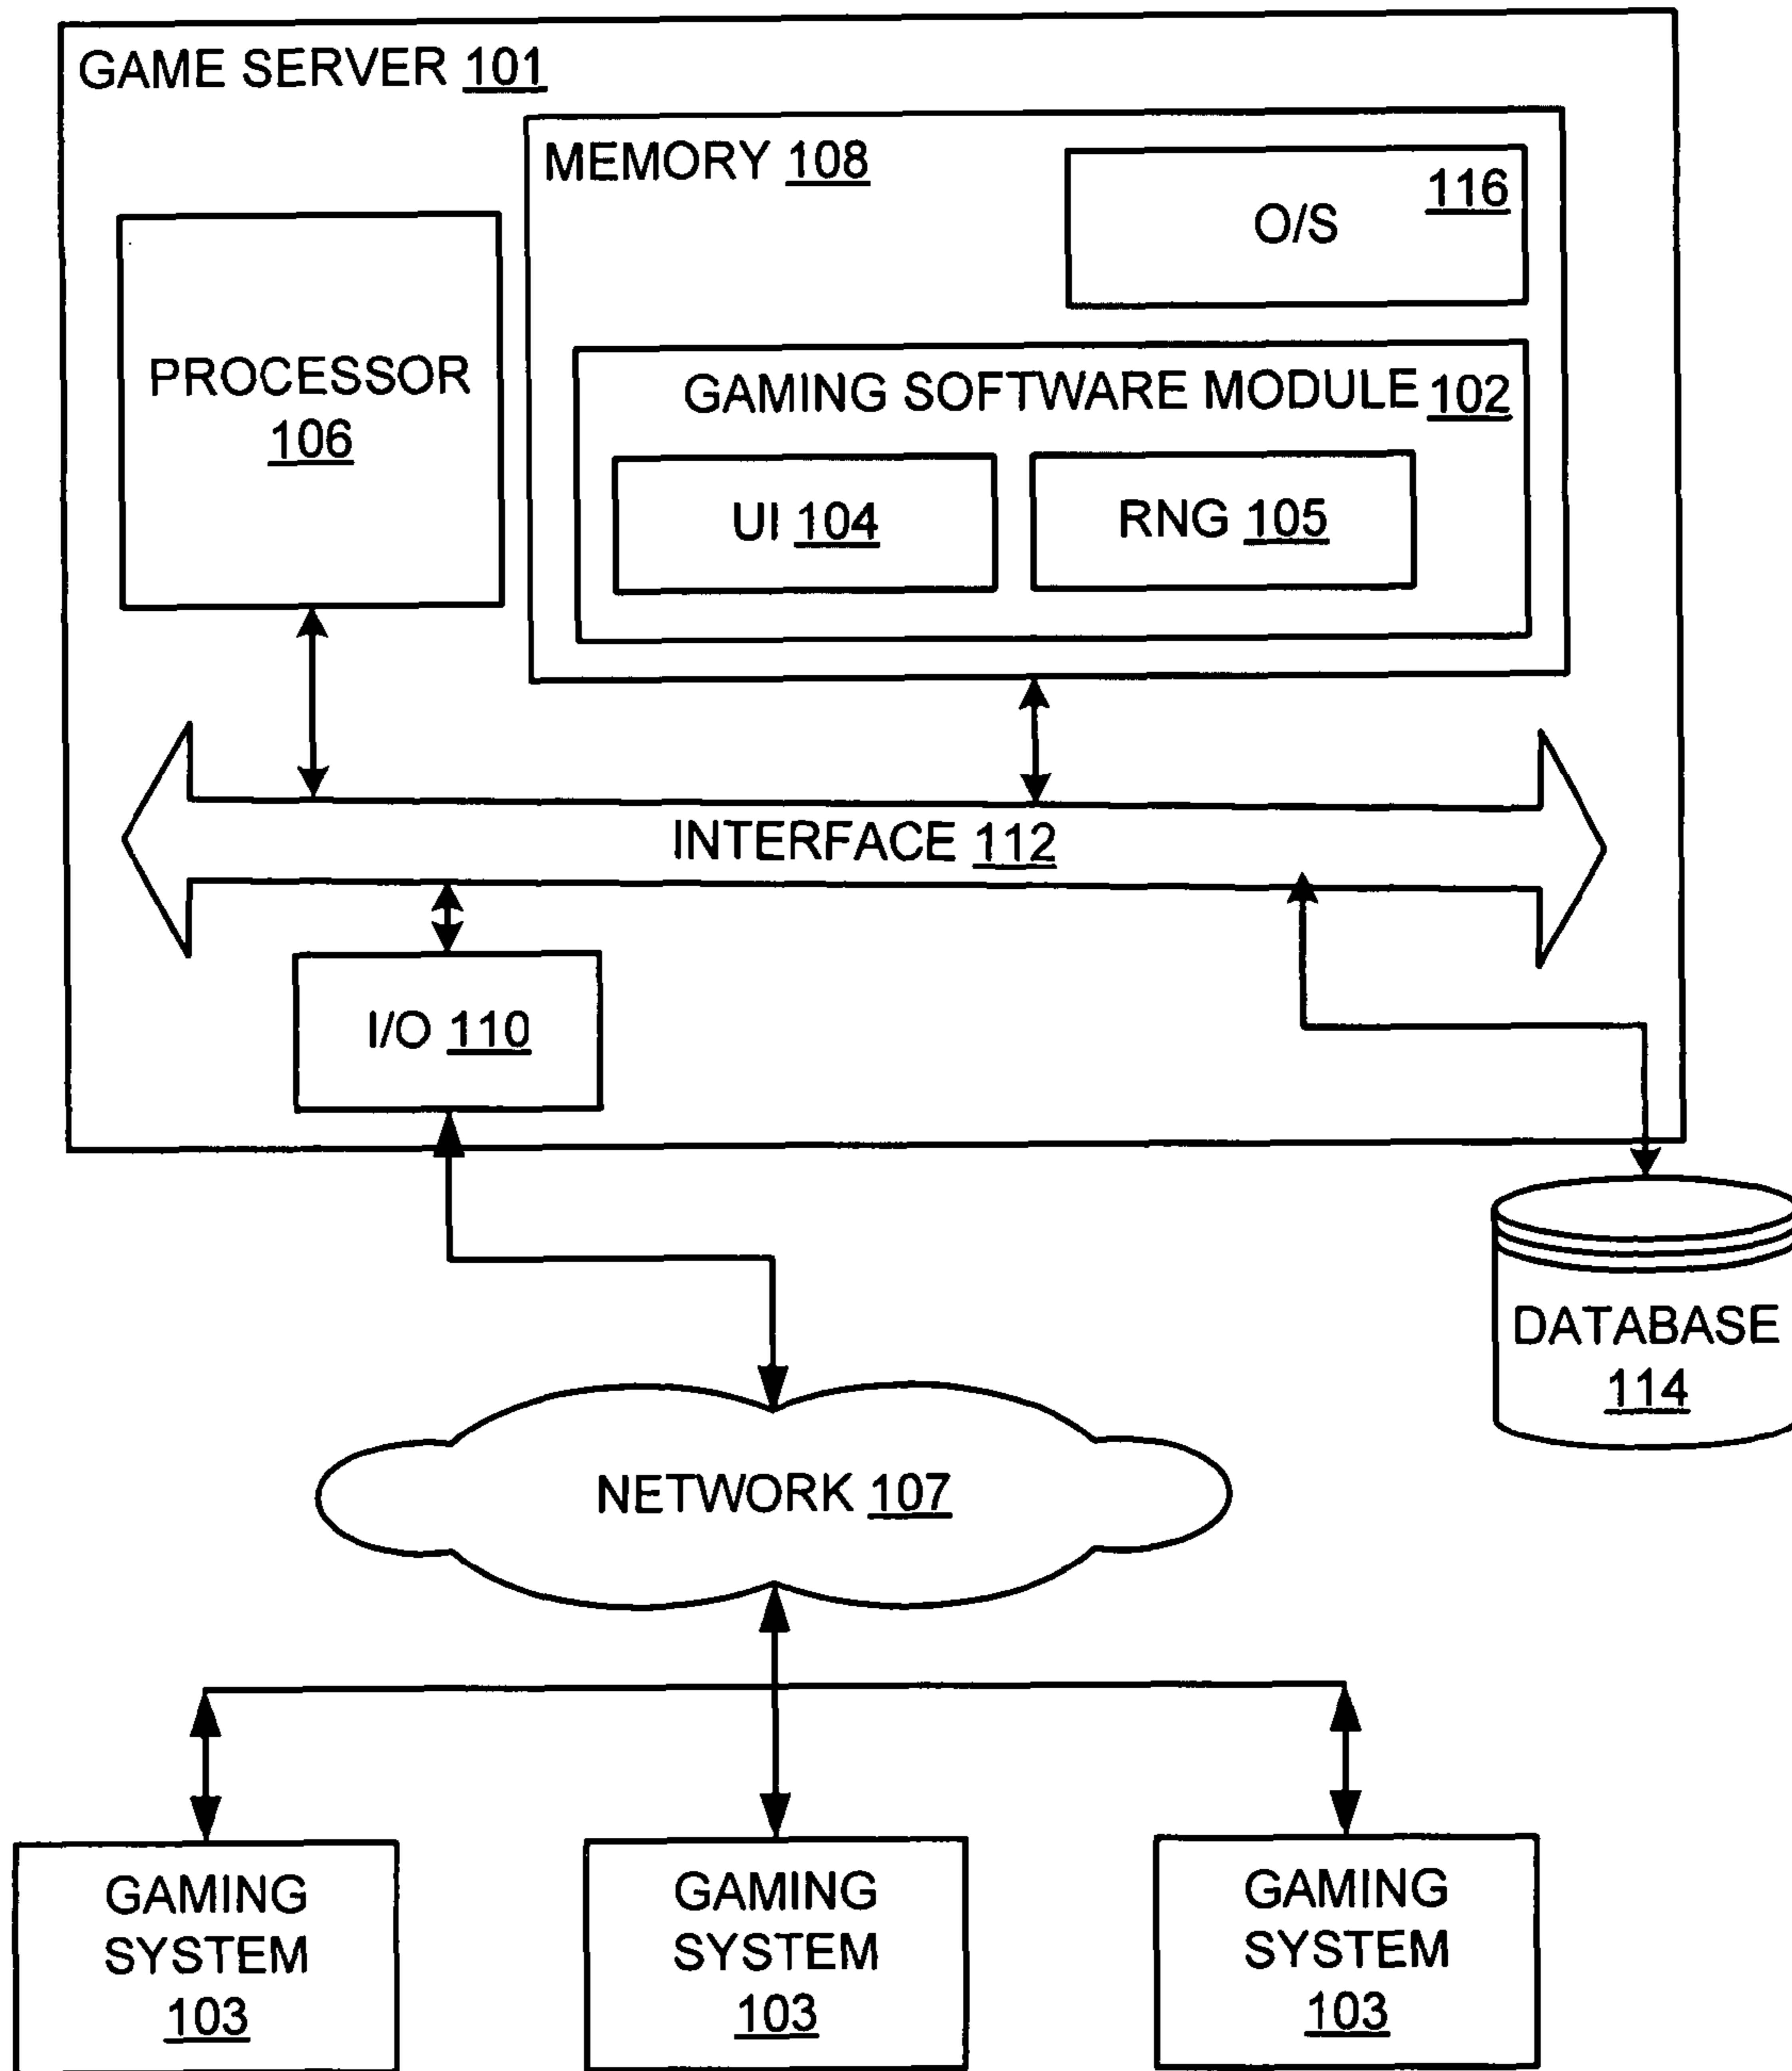 GAME SERVER 101
MEMORY 108
116
O/S
PROCESSOR
106
GAMING SOFTWARE MODULE 102
UI 104
RNG 105
INTERFACE 112
I/O 110
DATABASE
114
NETWORK 107
GAMING
SYSTEM
103
GAMING
SYSTEM
103
GAMING
SYSTEM
103